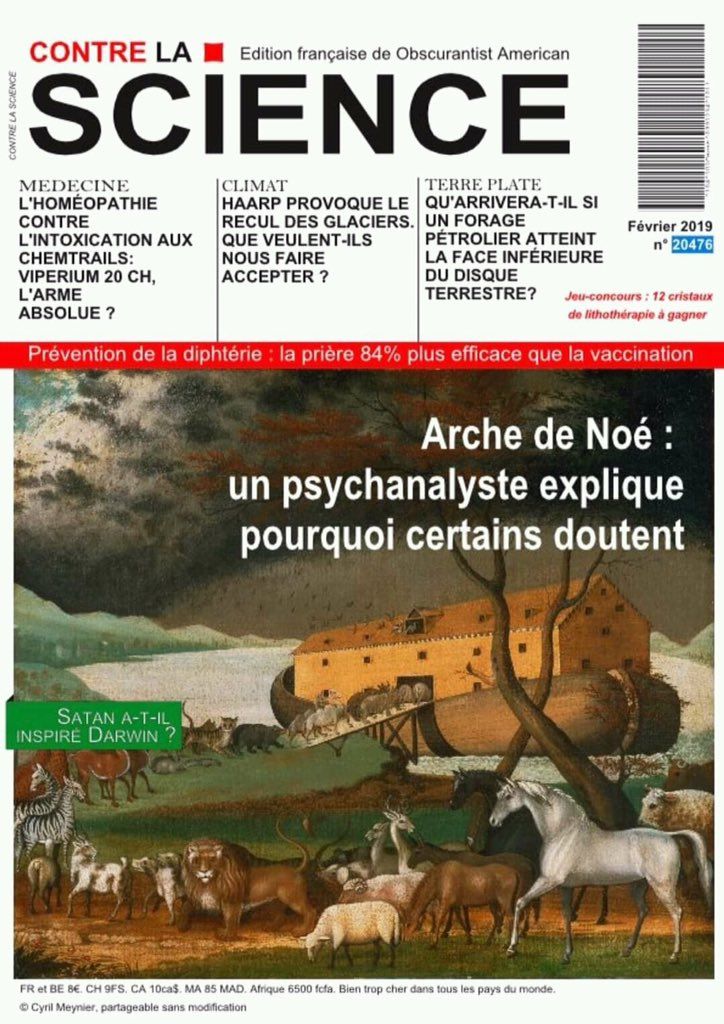 CONTRE LA
Edition française de Obscurantist American
SCIENCE
CONTRE LA SCIENCE
MEDECINE
L'HOMÉOPATHIE
CONTRE
L'INTOXICATION AUX
CHEMTRAILS:
VIPERIUM 20 CH,
L'ARME
ABSOLUE ?
CLIMAT
HAARP PROVOQUE LE
RECUL DES GLACIERS.
QUE VEULENT-ILS
NOUS FAIRE
ACCEPTER ?
TERRE PLATE
QU'ARRIVERA-T-IL SI
UN FORAGE
PÉTROLIER ATTEINT
LA FACE INFÉRIEURE
DU DISQUE
TERRESTRE?
Février 2019
n° 20476
Jeu-concours : 12 cristaux
de lithothérapie à gagner
Prévention de la diphtérie : la prière 84% plus efficace que la vaccination
Arche de Noé :
un psychanalyste explique
pourquoi certains doutent
SATAN A-T-IL
INSPIRÉ DARWIN ?
FR et BE 8€. CH 9FS. CA 10ca$. MA 85 MAD. Afrique 6500 fcfa. Bien trop cher dans tous les pays du monde.
© Cyril Meynier, partageable sans modification